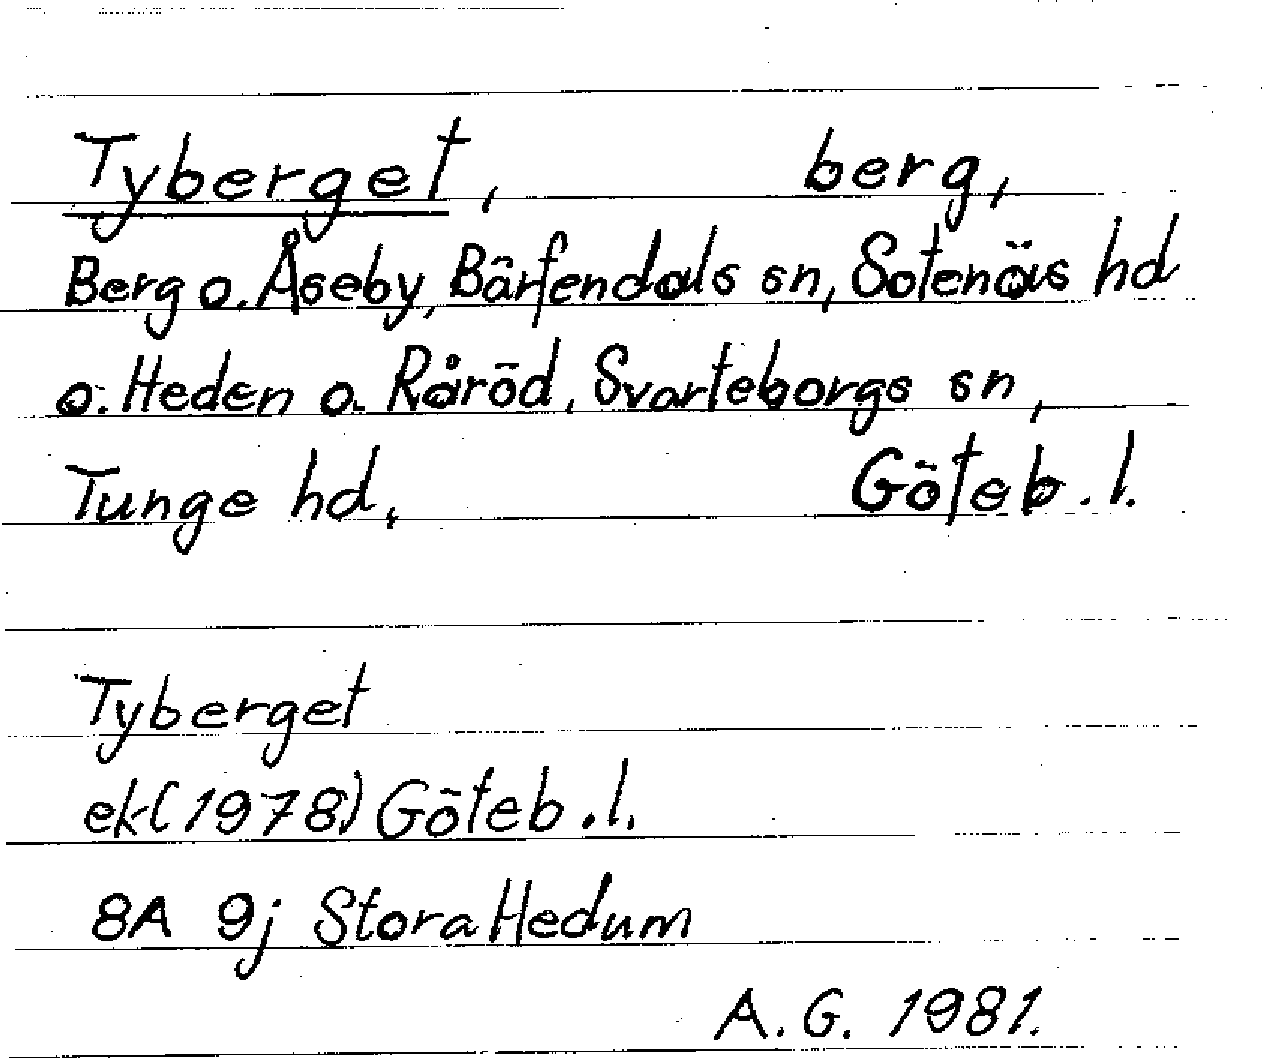 Tyberget, berg,
Berg o. Åseby, Bärfendals sn, Sotenäs hd
o. Heden o. Råröd, Svarteborgs sn,
Tunge hd, Göteb. l.
Tyberget
ek (1978) Göteb. l.
8A 9j Stora Hedum
A. G. 1981.